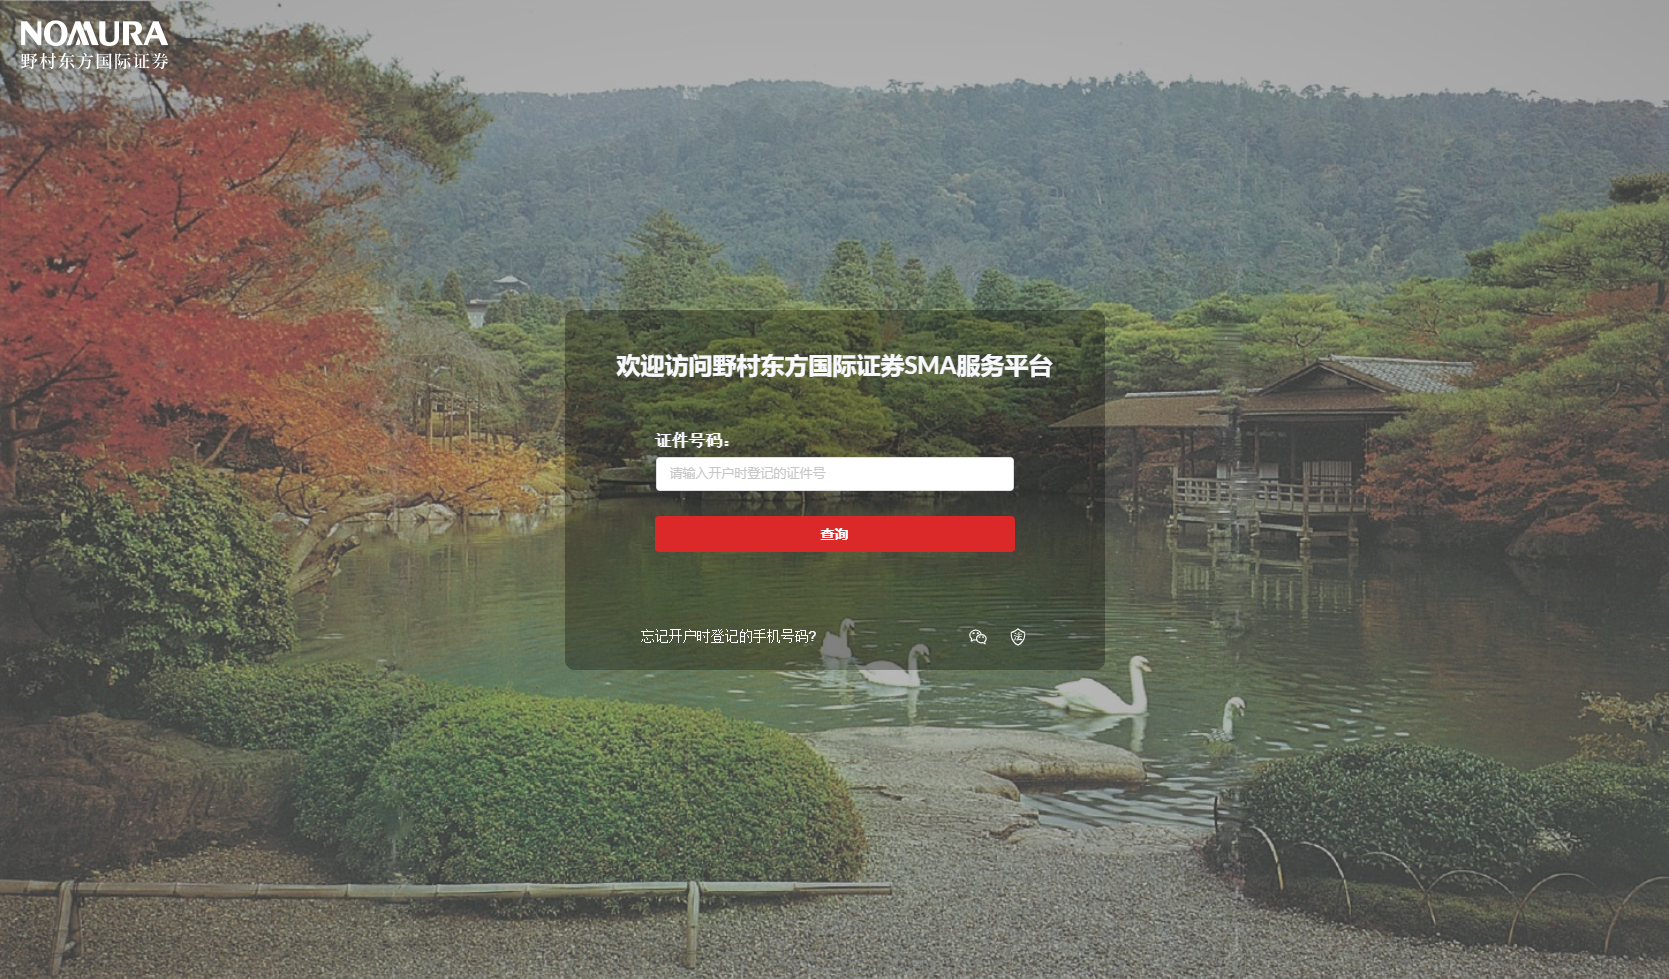 NOMURA
野村东方国际证券
欢迎访问野村东方国际证券SMA服务平台
证件号码：
请输入开户时登记的证件号
查询
忘记开户时登记的手机号码?
法